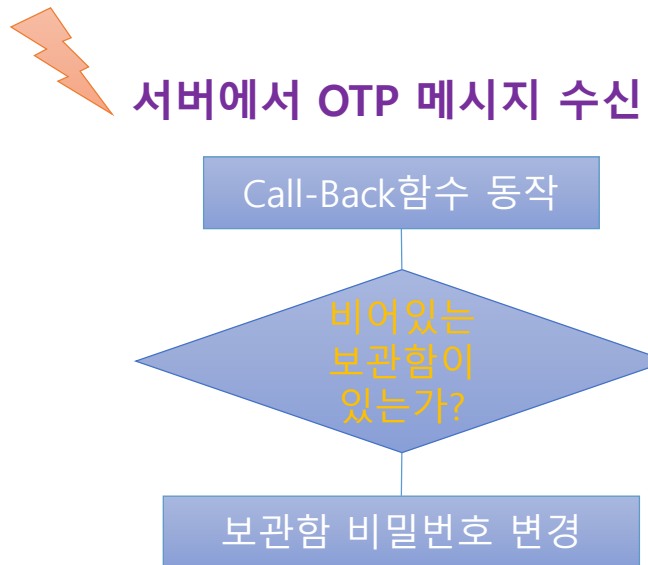 서버에서 OTP 메시지 수신
Call-Back함수 동작
비어있는
보관함이
있는가?
보관함 비밀번호 변경